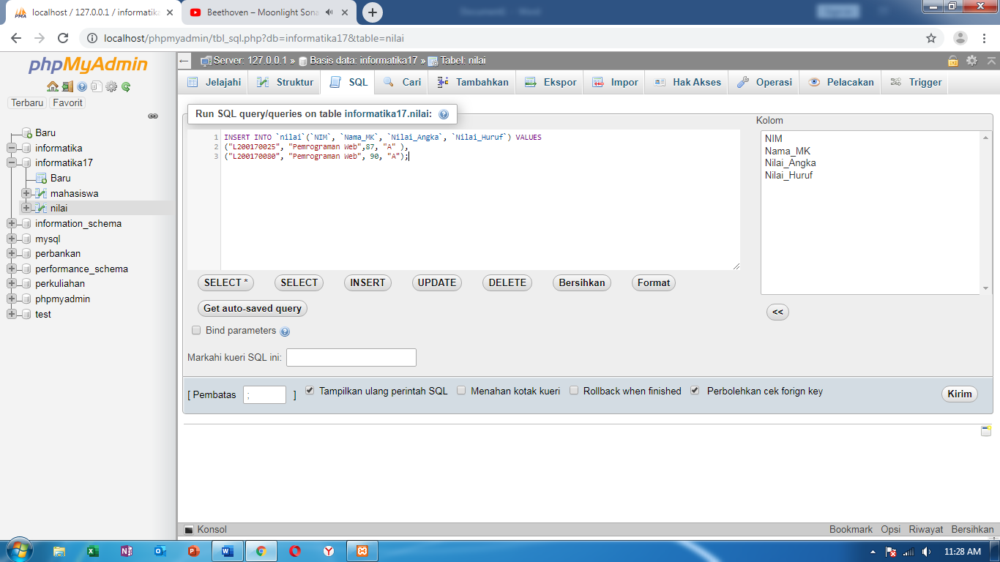 localhost / 127.0.0.1 / informatika
Beethoven – Moonlight Sona
localhost/phpmyadmin/tbl_sql.php?db=informatika17&table=nilai
phpMyAdmin
Terbaru Favorit
Baru
informatika
informatika17
Baru
mahasiswa
nilai
information_schema
mysql
perbankan
performance_schema
perkuliahan
phpmyadmin
test
Server: 127.0.0.1 » Basis data: informatika17 » Tabel: nilai
Jelajahi Struktur SQL Cari Tambahkan Ekspor Impor Hak Akses Operasi Pelacakan Trigger
Run SQL query/queries on table informatika17.nilai:
1 INSERT INTO `nilai`(`NIM`, `Nama_MK`, `Nilai_Angka`, `Nilai_Huruf`) VALUES
2 ("L200170025", "Pemrograman Web",87, "A" ),
3 ("L200170080", "Pemrograman Web", 90, "A");
Kolom
NIM
Nama_MK
Nilai_Angka
Nilai_Huruf
<<
SELECT * SELECT INSERT UPDATE DELETE Bersihkan Format
Get auto-saved query
Bind parameters
Markahi kueri SQL ini:
[ Pembatas ; ] Tampilkan ulang perintah SQL Menahan kotak kueri Rollback when finished Perbolehkan cek forign key Kirim
Konsol Bookmark Opsi Riwayat Bersihkan
11:28 AM